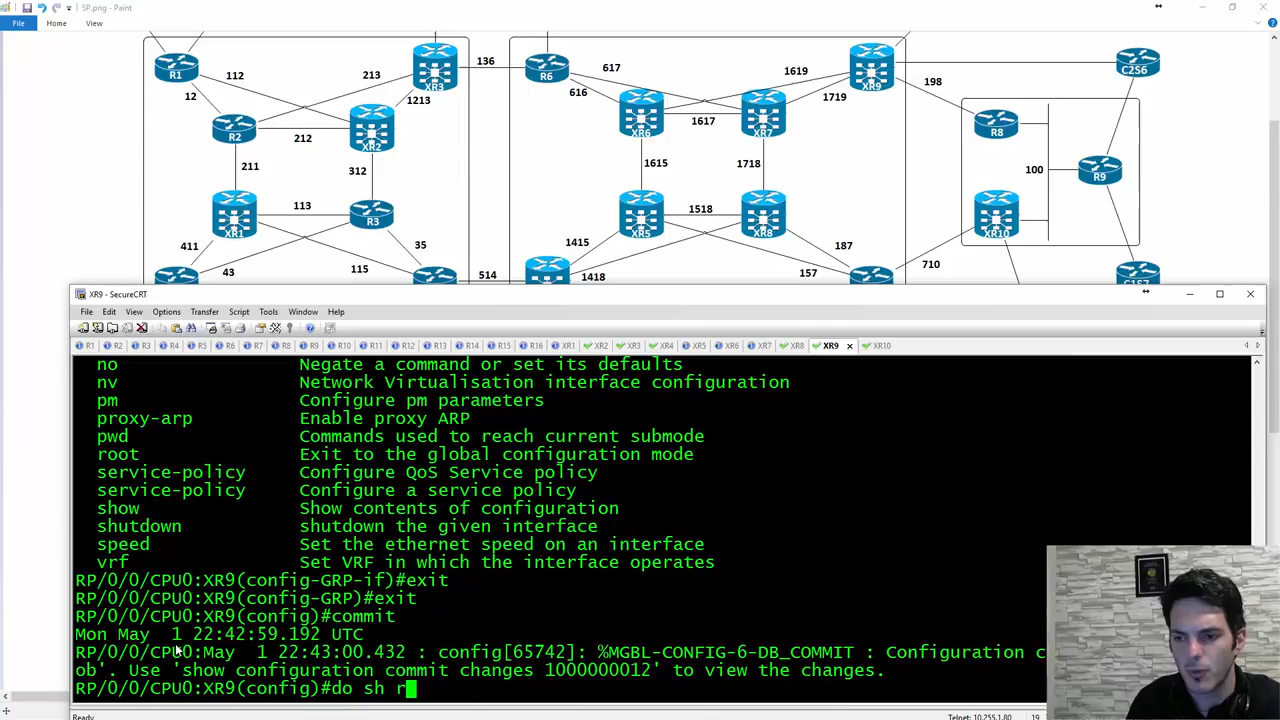 SP.png - Paint
File Home View
R1 112 213 XR3 136 R6 617 1619 XR9 198 C2S6
12 1213 616 1719
R2 212 XR2 XR6 1617 XR7 R8
211 312 1615 1718 100 R9
XR1 113 R3 XR5 1518 XR8 XR10
411 35 1415 187
43 115 514 1418 157 710 C1S7
XR9 - SecureCRT
File Edit View Options Transfer Script Tools Window Help
R1 R2 R3 R4 R5 R6 R7 R8 R9 R10 R11 R12 R13 R14 R15 R16 XR1 XR2 XR3 XR4 XR5 XR6 XR7 XR8 XR9 XR10
no Negate a command or set its defaults
nv Network Virtualisation interface configuration
pm Configure pm parameters
proxy-arp Enable proxy ARP
pwd Commands used to reach current submode
root Exit to the global configuration mode
service-policy Configure QoS Service policy
service-policy Configure a service policy
show Show contents of configuration
shutdown shutdown the given interface
speed Set the ethernet speed on an interface
vrf Set VRF in which the interface operates
RP/0/0/CPU0:XR9(config-GRP-if)#exit
RP/0/0/CPU0:XR9(config-GRP)#exit
RP/0/0/CPU0:XR9(config)#commit
Mon May 1 22:42:59.192 UTC
RP/0/0/CPU0:May 1 22:43:00.432 : config[65742]: %MGBL-CONFIG-6-DB_COMMIT : Configuration c
ob'. Use 'show configuration commit changes 1000000012' to view the changes.
RP/0/0/CPU0:XR9(config)#do sh r
Ready Telnet: 10.255.1.80 19